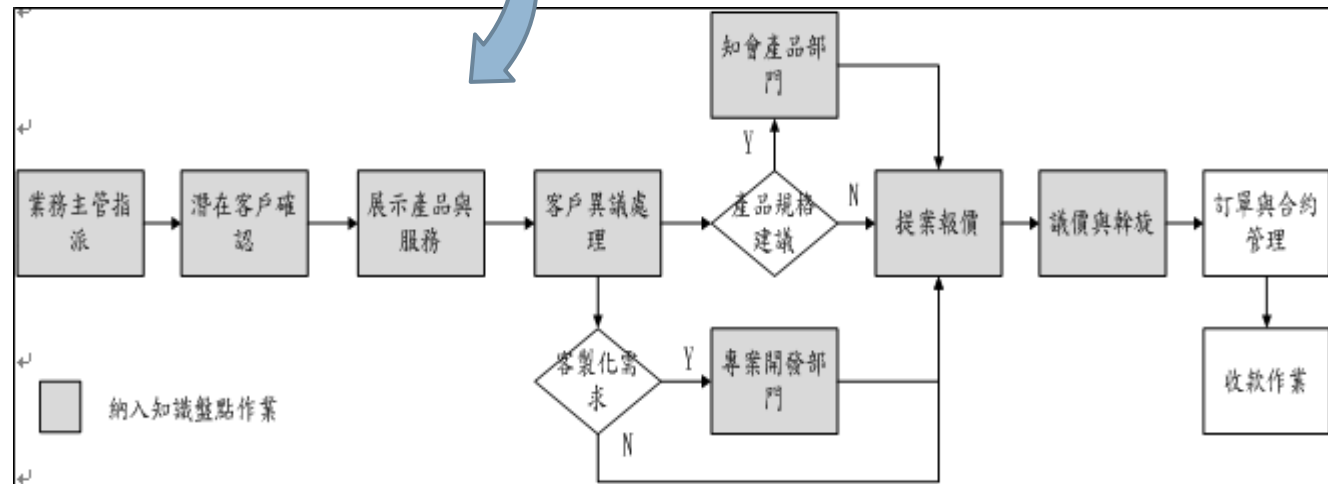 知會產品部
門
Y
業務主管指
派
潛在客戶確
認
展示產品與
服務
客戶異議處
理
產品規格
建議
N
提案報價
議價與斡旋
訂單與合約
管理
客製化需
求
Y
專案開發部
門
收款作業
N
納入知識盤點作業